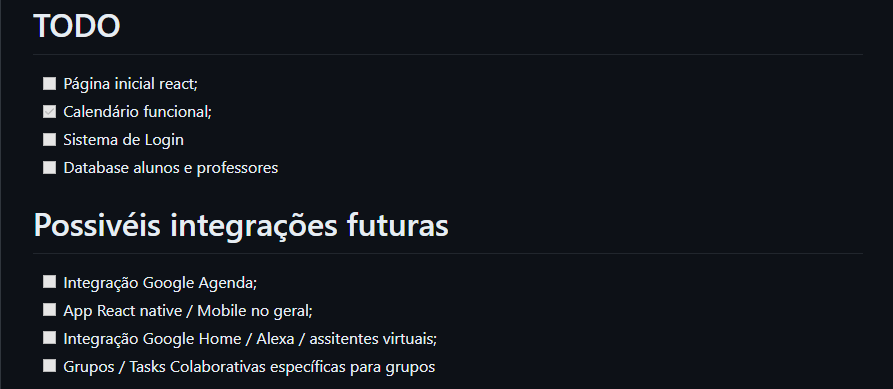 TODO
Página inicial react;
Calendário funcional;
Sistema de Login
Database alunos e professores
Possivéis integrações futuras
Integração Google Agenda;
App React native / Mobile no geral;
Integração Google Home / Alexa / assitentes virtuais;
Grupos / Tasks Colaborativas específicas para grupos